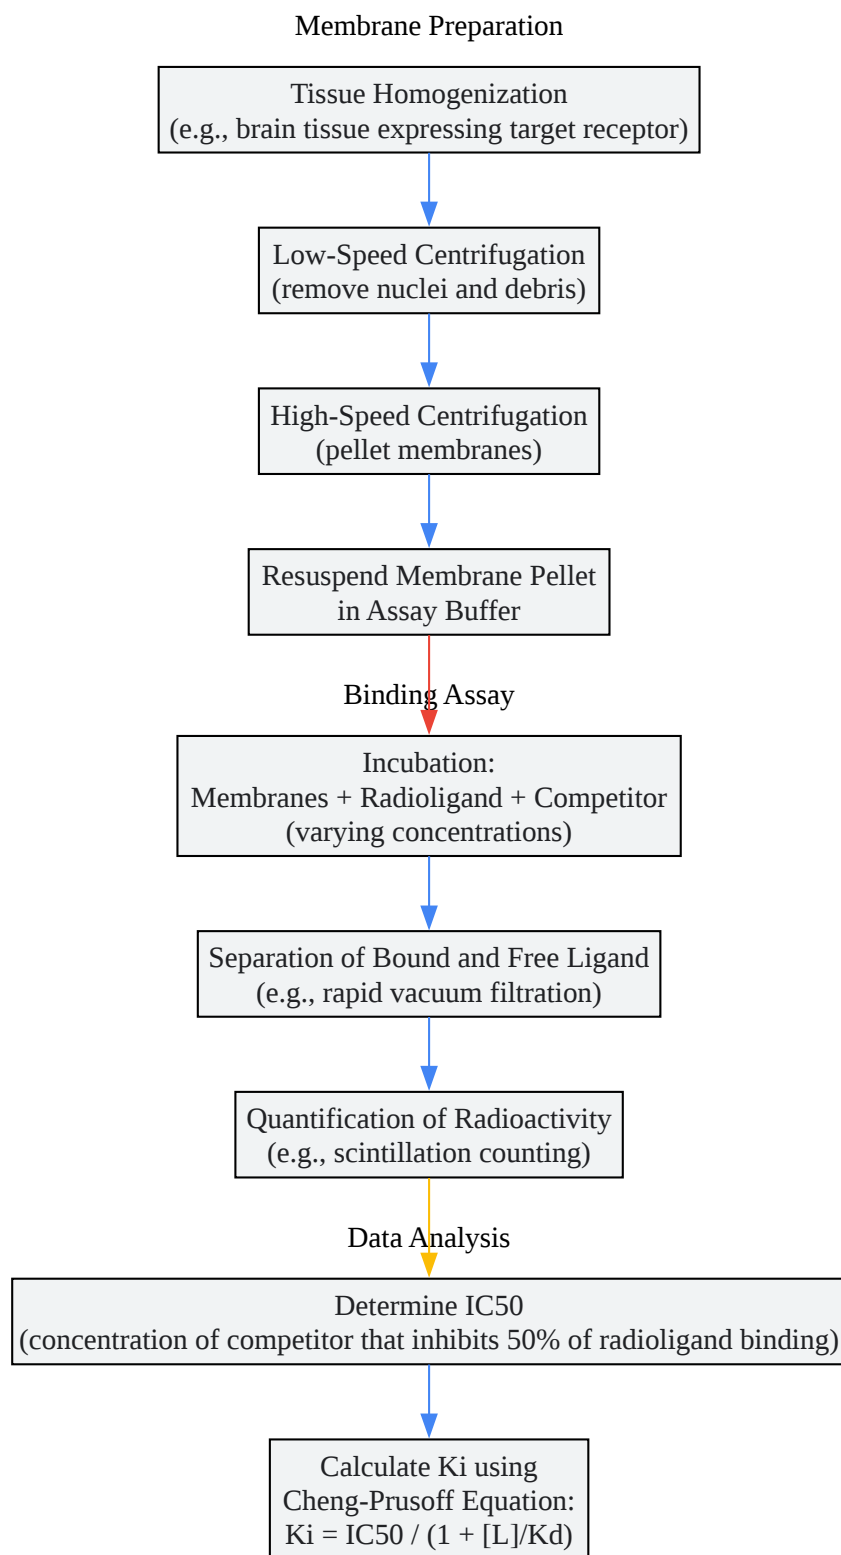 Membrane Preparation
Tissue Homogenization
(e.g., brain tissue expressing target receptor)
Low-Speed Centrifugation
(remove nuclei and debris)
High-Speed Centrifugation
(pellet membranes)
Resuspend Membrane Pellet
in Assay Buffer
Binding Assay
Incubation:
Membranes + Radioligand + Competitor
(varying concentrations)
Separation of Bound and Free Ligand
(e.g., rapid vacuum filtration)
Quantification of Radioactivity
(e.g., scintillation counting)
Data Analysis
Determine IC50
(concentration of competitor that inhibits 50% of radioligand binding)
Calculate Ki using
Cheng-Prusoff Equation:
Ki = IC50 / (1 + [L]/Kd)